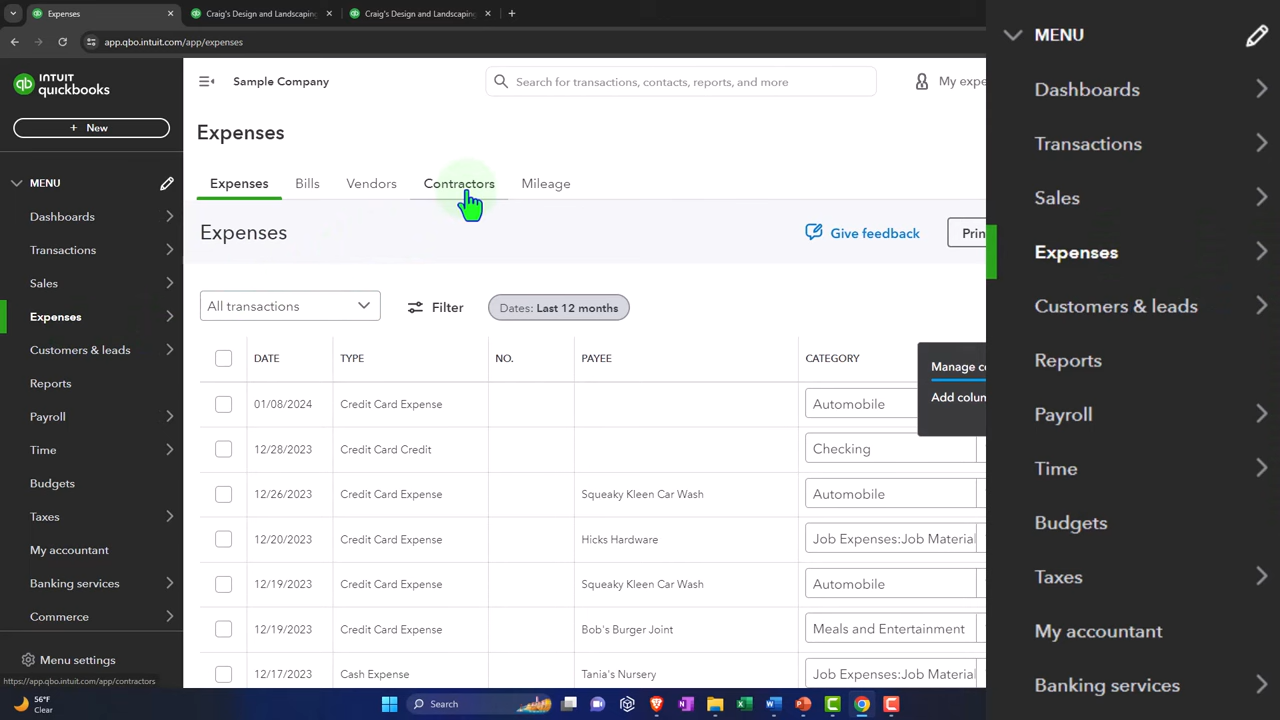 Expenses
Craig's Design and Landscaping
Craig's Design and Landscaping
app.qbo.intuit.com/app/expenses
INTUIT
quickbooks
+ New
MENU
Dashboards
Transactions
Sales
Expenses
Customers & leads
Reports
Payroll
Time
Budgets
Taxes
My accountant
Banking services
Commerce
Menu settings
https://app.qbo.intuit.com/app/contractors
Sample Company
Search for transactions, contacts, reports, and more
My expe
Expenses
Expenses Bills Vendors Contractors Mileage
Expenses
Give feedback
Prin
All transactions
Filter
Dates: Last 12 months
DATE TYPE NO. PAYEE CATEGORY
Manage co
Add colum
01/08/2024 Credit Card Expense Automobile
12/28/2023 Credit Card Credit Checking
12/26/2023 Credit Card Expense Squeaky Kleen Car Wash Automobile
12/20/2023 Credit Card Expense Hicks Hardware Job Expenses:Job Material
12/19/2023 Credit Card Expense Squeaky Kleen Car Wash Automobile
12/19/2023 Credit Card Expense Bob's Burger Joint Meals and Entertainment
12/17/2023 Cash Expense Tania's Nursery Job Expenses:Job Material
MENU
Dashboards
Transactions
Sales
Expenses
Customers & leads
Reports
Payroll
Time
Budgets
Taxes
My accountant
Banking services
56°F
Clear
Search